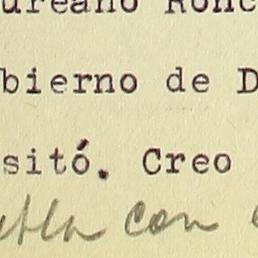 ureano Ronc
bierno de D
sitó. Creo
con